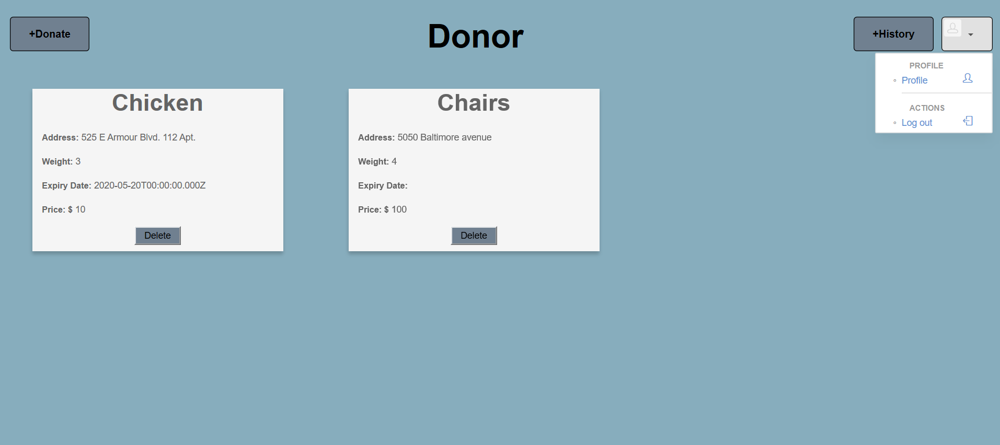 +Donate
Donor
+History
PROFILE
Profile
ACTIONS
Log out
Chicken
Address: 525 E Armour Blvd. 112 Apt.
Weight: 3
Expiry Date: 2020-05-20T00:00:00.000Z
Price: $ 10
Delete
Chairs
Address: 5050 Baltimore avenue
Weight: 4
Expiry Date:
Price: $ 100
Delete